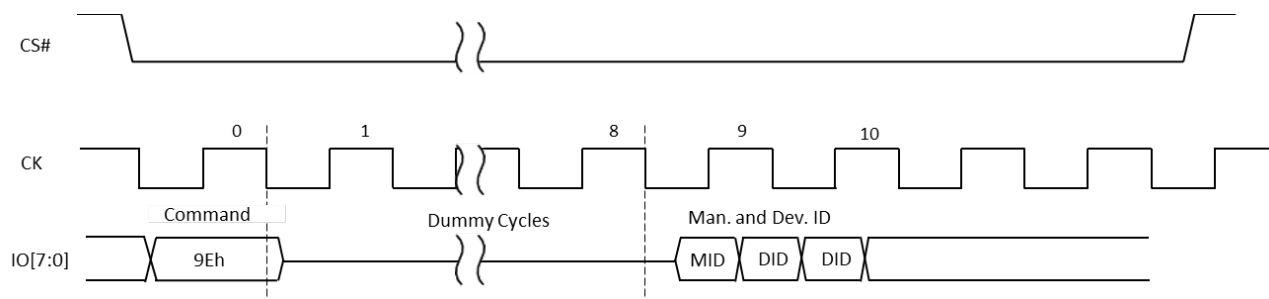 CS#
0 1 8 9 10
CK
Command Dummy Cycles Man. and Dev. ID
IO[7:0] 9Eh MID DID DID